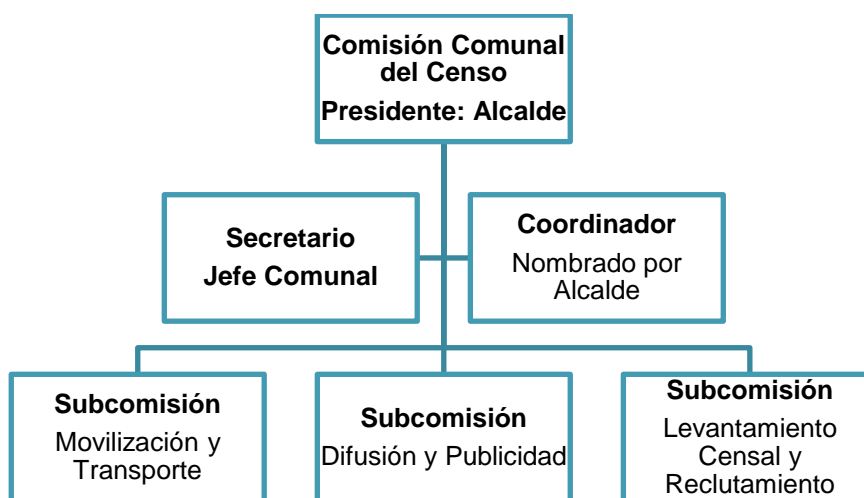 Comisión Comunal
del Censo
Presidente: Alcalde
Secretario
Jefe Comunal
Coordinador
Nombrado por
Alcalde
Subcomisión
Movilización y
Transporte
Subcomisión
Difusión y Publicidad
Subcomisión
Levantamiento
Censal y
Reclutamiento